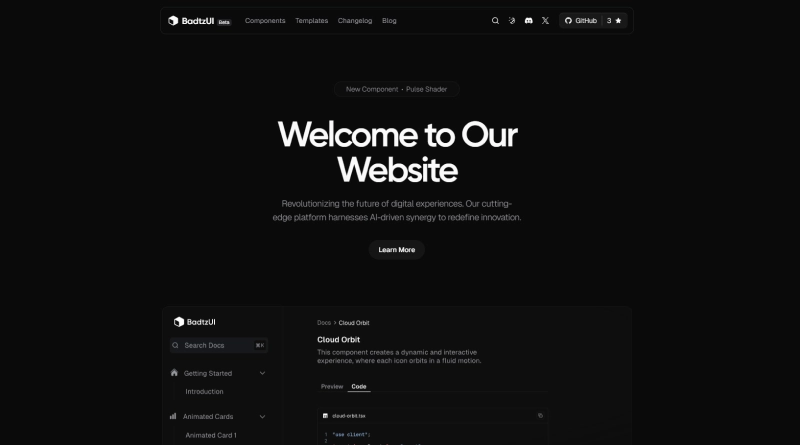 BadtzUI Beta Components Templates Changelog Blog GitHub 3
New Component • Pulse Shader
Welcome to Our
Website
Revolutionizing the future of digital experiences. Our cutting-
edge platform harnesses AI-driven synergy to redefine innovation.
Learn More
BadtzUI
Search Docs ⌘K
Getting Started
Introduction
Animated Cards
Animated Card 1
Docs > Cloud Orbit
Cloud Orbit
This component creates a dynamic and interactive
experience, where each icon orbits in a fluid motion.
Preview Code
cloud-orbit.tsx
1 "use client";
2